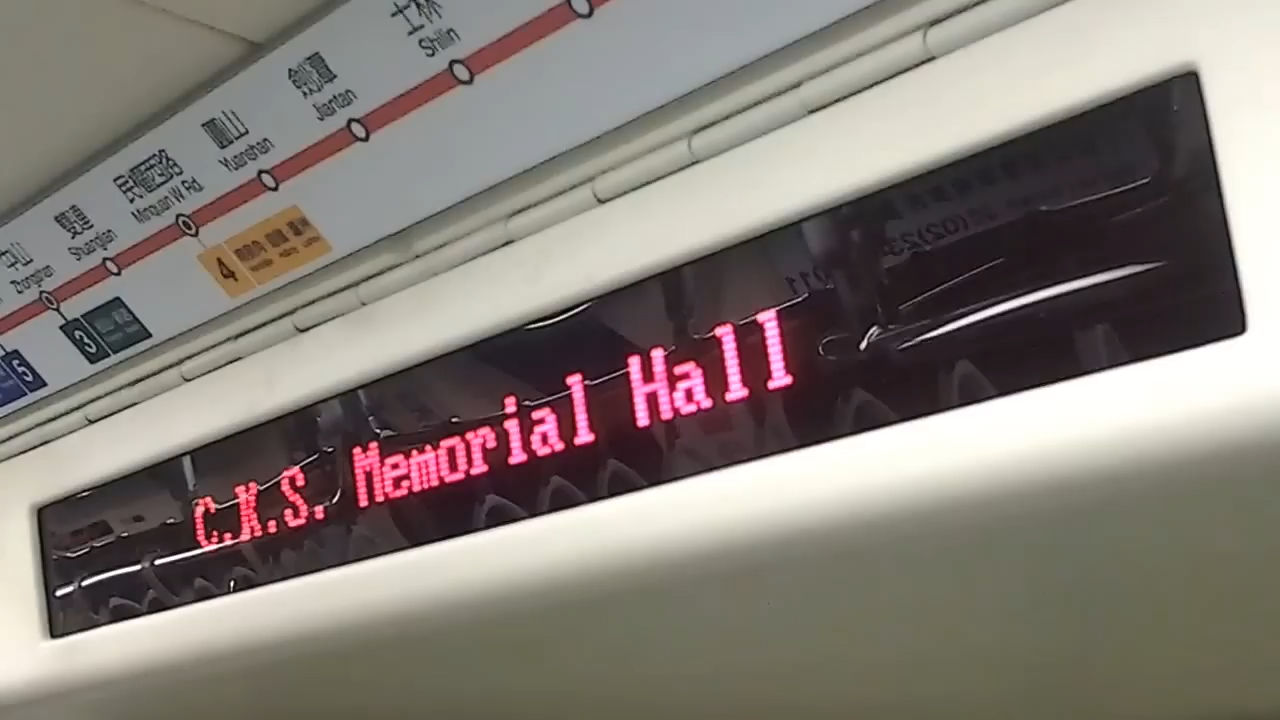 士林
Shilin
劍潭
Jiantan
圓山
Yuanshan
民權西路
Minquan W. Rd.
雙連
Shuanglian
中山
Zhongshan
4
3
5
C.K.S. Memorial Hall